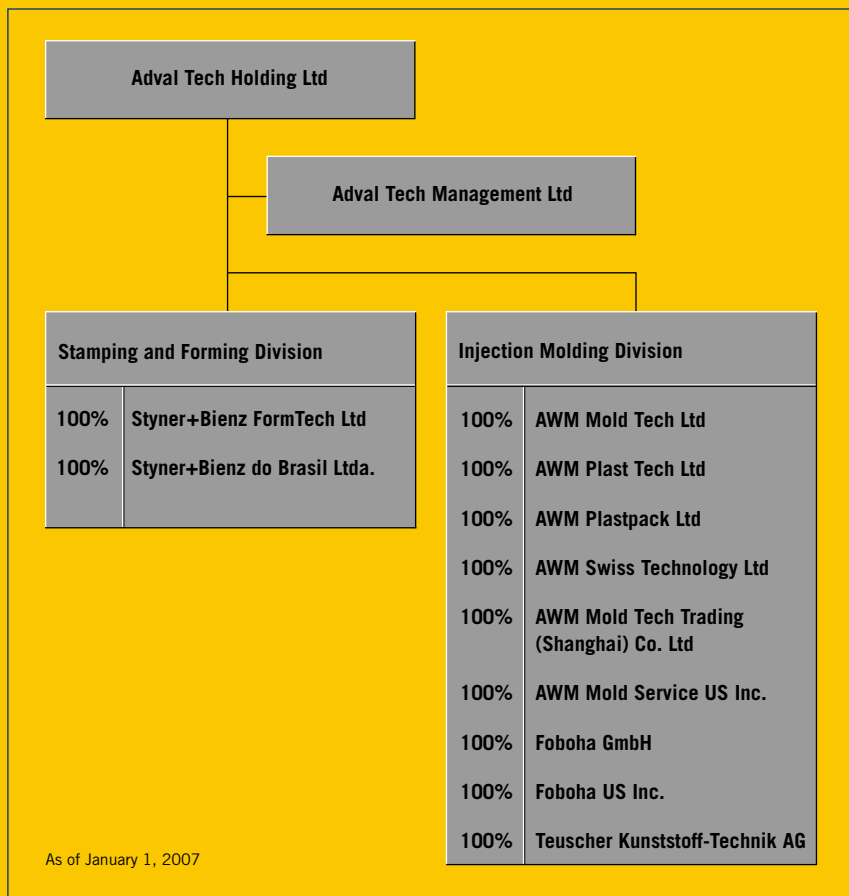 Adval Tech Holding Ltd
Adval Tech Management Ltd
Stamping and Forming Division
100% Styner+Bienz FormTech Ltd
100% Styner+Bienz do Brasil Ltda.
Injection Molding Division
100% AWM Mold Tech Ltd
100% AWM Plast Tech Ltd
100% AWM Plastpack Ltd
100% AWM Swiss Technology Ltd
100% AWM Mold Tech Trading
(Shanghai) Co. Ltd
100% AWM Mold Service US Inc.
100% Foboha GmbH
100% Foboha US Inc.
100% Teuscher Kunststoff-Technik AG
As of January 1, 2007